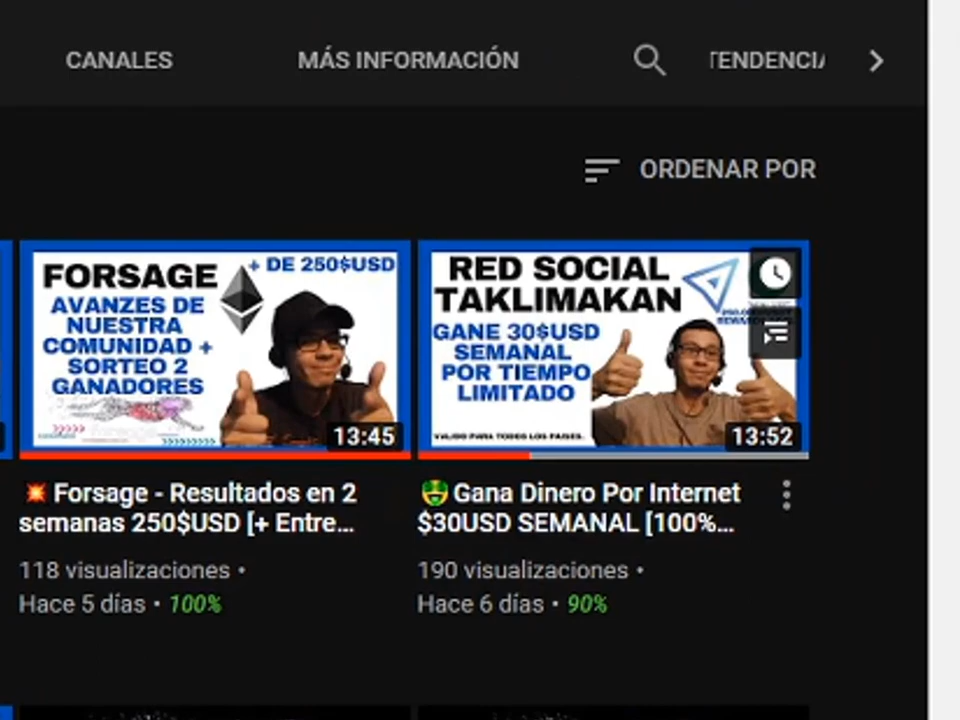 CANALES
MÁS INFORMACIÓN
ORDENAR POR
FORSAGE
+ DE 250$USD
AVANZES DE
NUESTRA
COMUNIDAD +
SORTEO 2
GANADORES
13:45
RED SOCIAL
TAKLIMAKAN
GANE 30$USD
SEMANAL
POR TIEMPO
LIMITADO
VALIDO PARA TODOS LOS PAISES.
13:52
Forsage - Resultados en 2
semanas 250$USD [+ Entre...
118 visualizaciones •
Hace 5 días • 100%
Gana Dinero Por Internet
$30USD SEMANAL [100%...
190 visualizaciones •
Hace 6 días • 90%